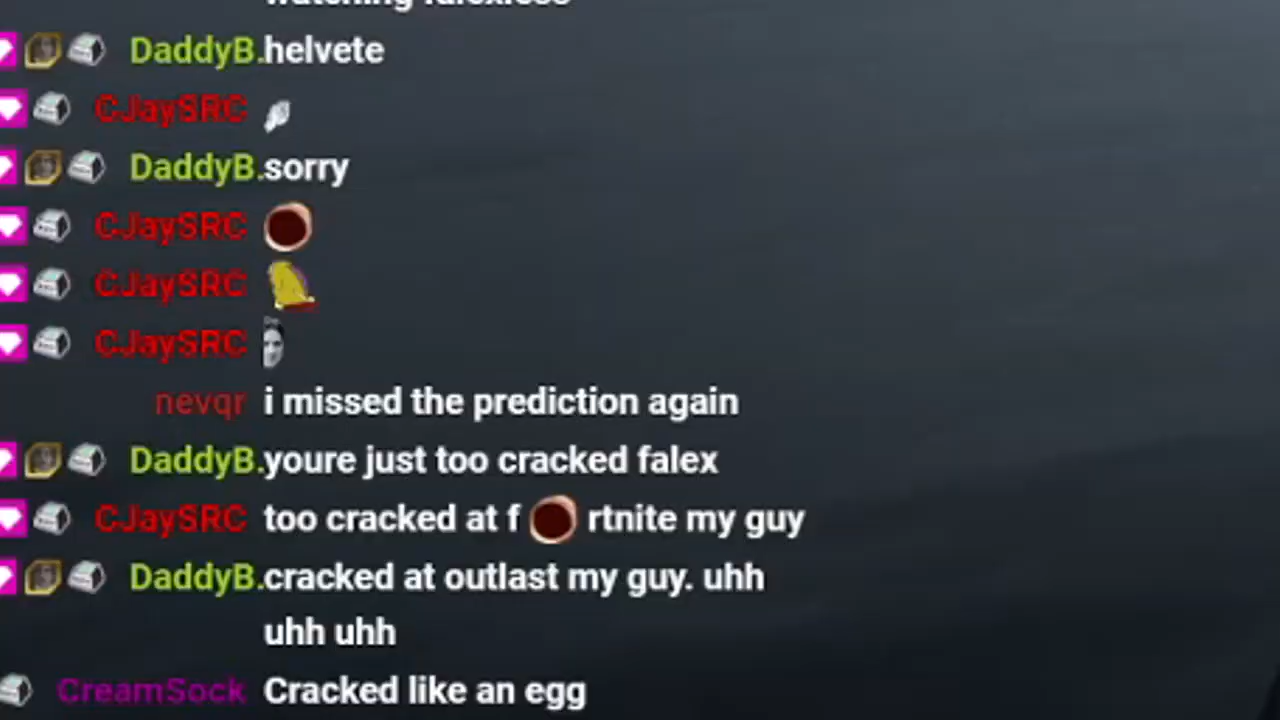 watching falexfess
DaddyB. helvete
CJaySRC
DaddyB. sorry
CJaySRC
CJaySRC
CJaySRC
nevqr i missed the prediction again
DaddyB. youre just too cracked falex
CJaySRC too cracked at f rtnite my guy
DaddyB. cracked at outlast my guy. uhh
uhh uhh
CreamSock Cracked like an egg